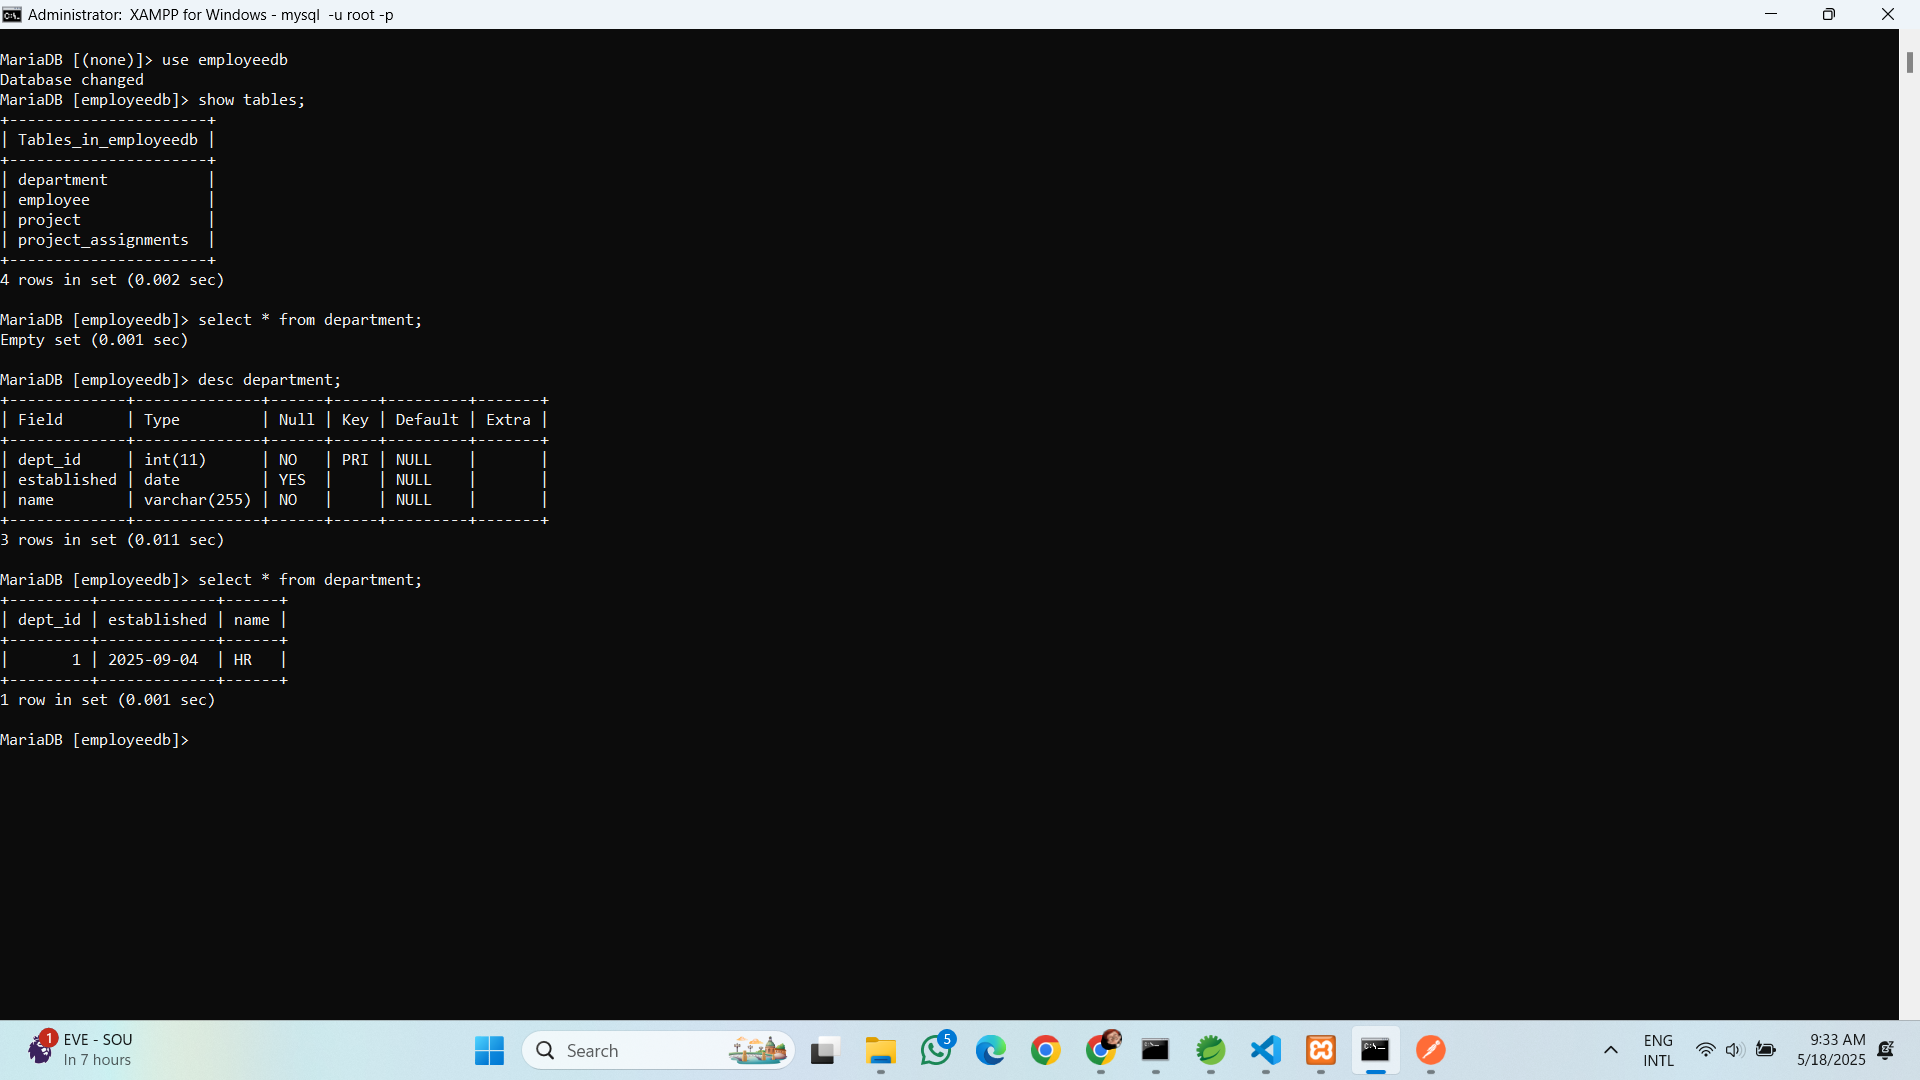 Administrator:  XAMPP for Windows - mysql  -u root -p
MariaDB [(none)]> use employeedb
Database changed
MariaDB [employeedb]> show tables;
+----------------------+
| Tables_in_employeedb |
+----------------------+
| department           |
| employee             |
| project              |
| project_assignments  |
+----------------------+
4 rows in set (0.002 sec)
MariaDB [employeedb]> select * from department;
Empty set (0.001 sec)
MariaDB [employeedb]> desc department;
+-------------+--------------+------+-----+---------+-------+
| Field       | Type         | Null | Key | Default | Extra |
+-------------+--------------+------+-----+---------+-------+
| dept_id     | int(11)      | NO   | PRI | NULL    |       |
| established | date         | YES  |     | NULL    |       |
| name        | varchar(255) | NO   |     | NULL    |       |
+-------------+--------------+------+-----+---------+-------+
3 rows in set (0.011 sec)
MariaDB [employeedb]> select * from department;
+---------+-------------+------+
| dept_id | established | name |
+---------+-------------+------+
|       1 | 2025-09-04  | HR   |
+---------+-------------+------+
1 row in set (0.001 sec)
MariaDB [employeedb]>
1
EVE - SOU
In 7 hours
Search
5
ENG
INTL
9:33 AM
5/18/2025